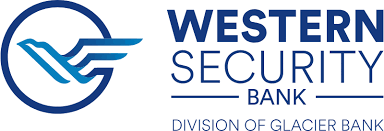 WESTERN
SECURITY
BANK
DIVISION OF GLACIER BANK